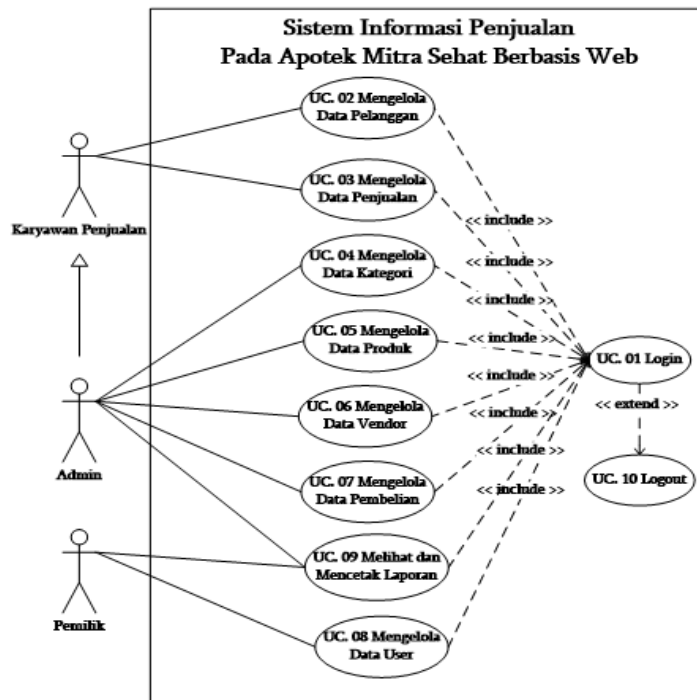 Sistem Informasi Penjualan
Pada Apotek Mitra Sehat Berbasis Web
UC. 02 Mengelola
Data Pelanggan
UC. 03 Mengelola
Data Penjualan
Karyawan Penjualan
<< include >>
UC. 04 Mengelola
Data Kategori
<< include >>
<< include >>
UC. 05 Mengelola
Data Produk
<< include >>
UC. 01 Login
<< include >>
UC. 06 Mengelola
Data Vendor
<< extend >>
<< include >>
Admin
<< include >>
UC. 07 Mengelola
Data Pembelian
UC. 10 Logout
<< include >>
UC. 09 Melihat dan
Mencetak Laporan
Pemilik
UC. 08 Mengelola
Data User